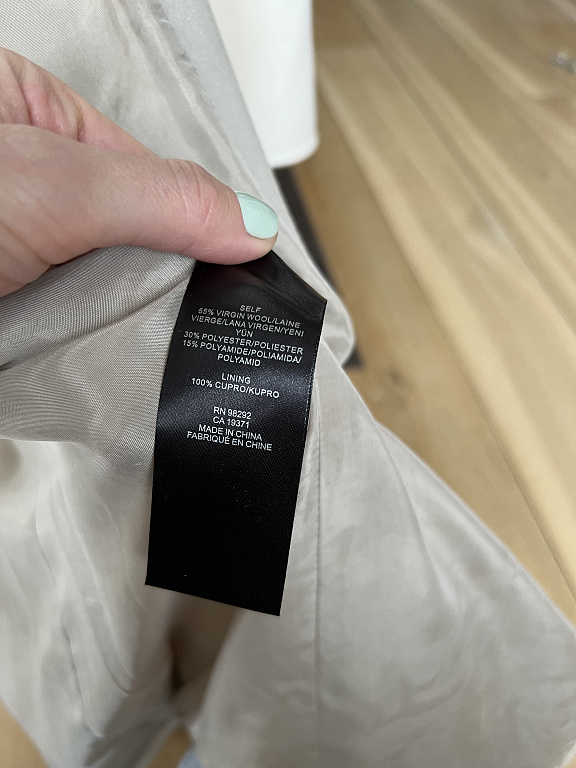 SELF
55% VIRGIN WOOL/LAINE
VIERGE/LANA VIRGEN/YENI
YÜN
30% POLYESTER/POLIESTER
15% POLYAMIDE/POLIAMIDA/
POLYAMID
LINING
100% CUPRO/KUPRO
RN 98292
CA 19371
MADE IN CHINA
FABRIQUÉ EN CHINE